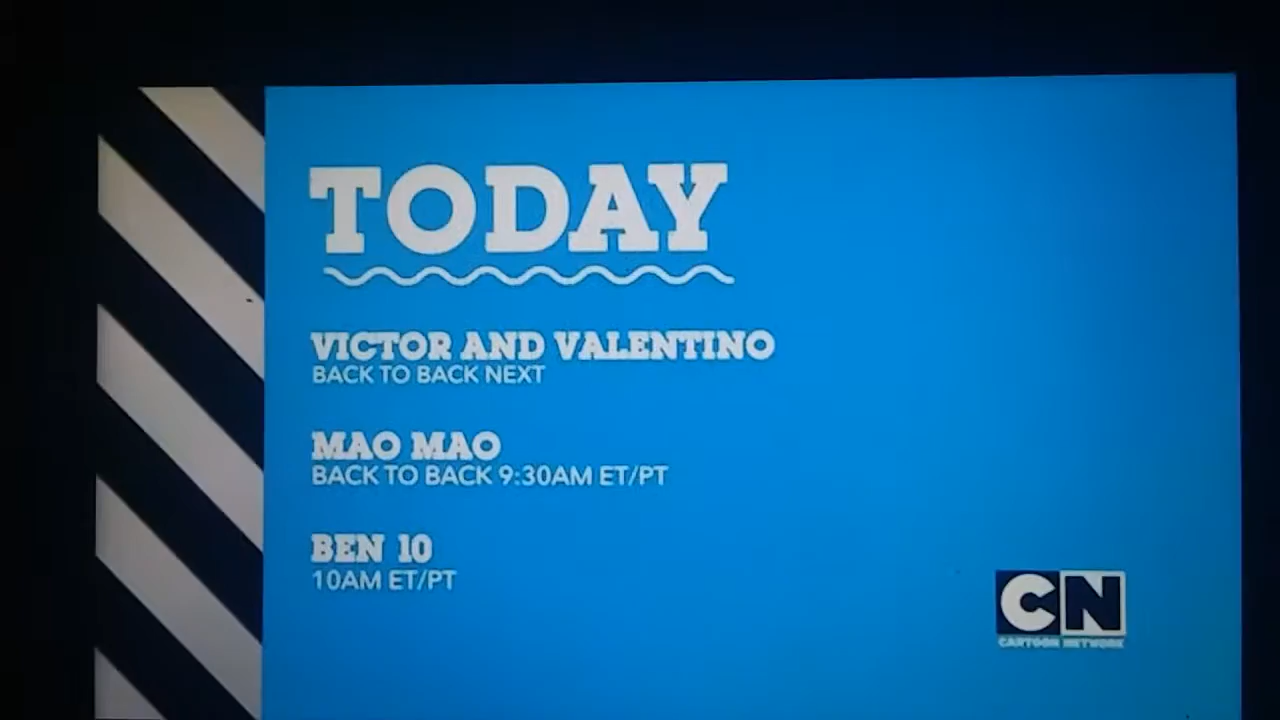 TODAY
VICTOR AND VALENTINO
BACK TO BACK NEXT
MAO MAO
BACK TO BACK 9:30AM ET/PT
BEN 10
10AM ET/PT
CN
CARTOON NETWORK